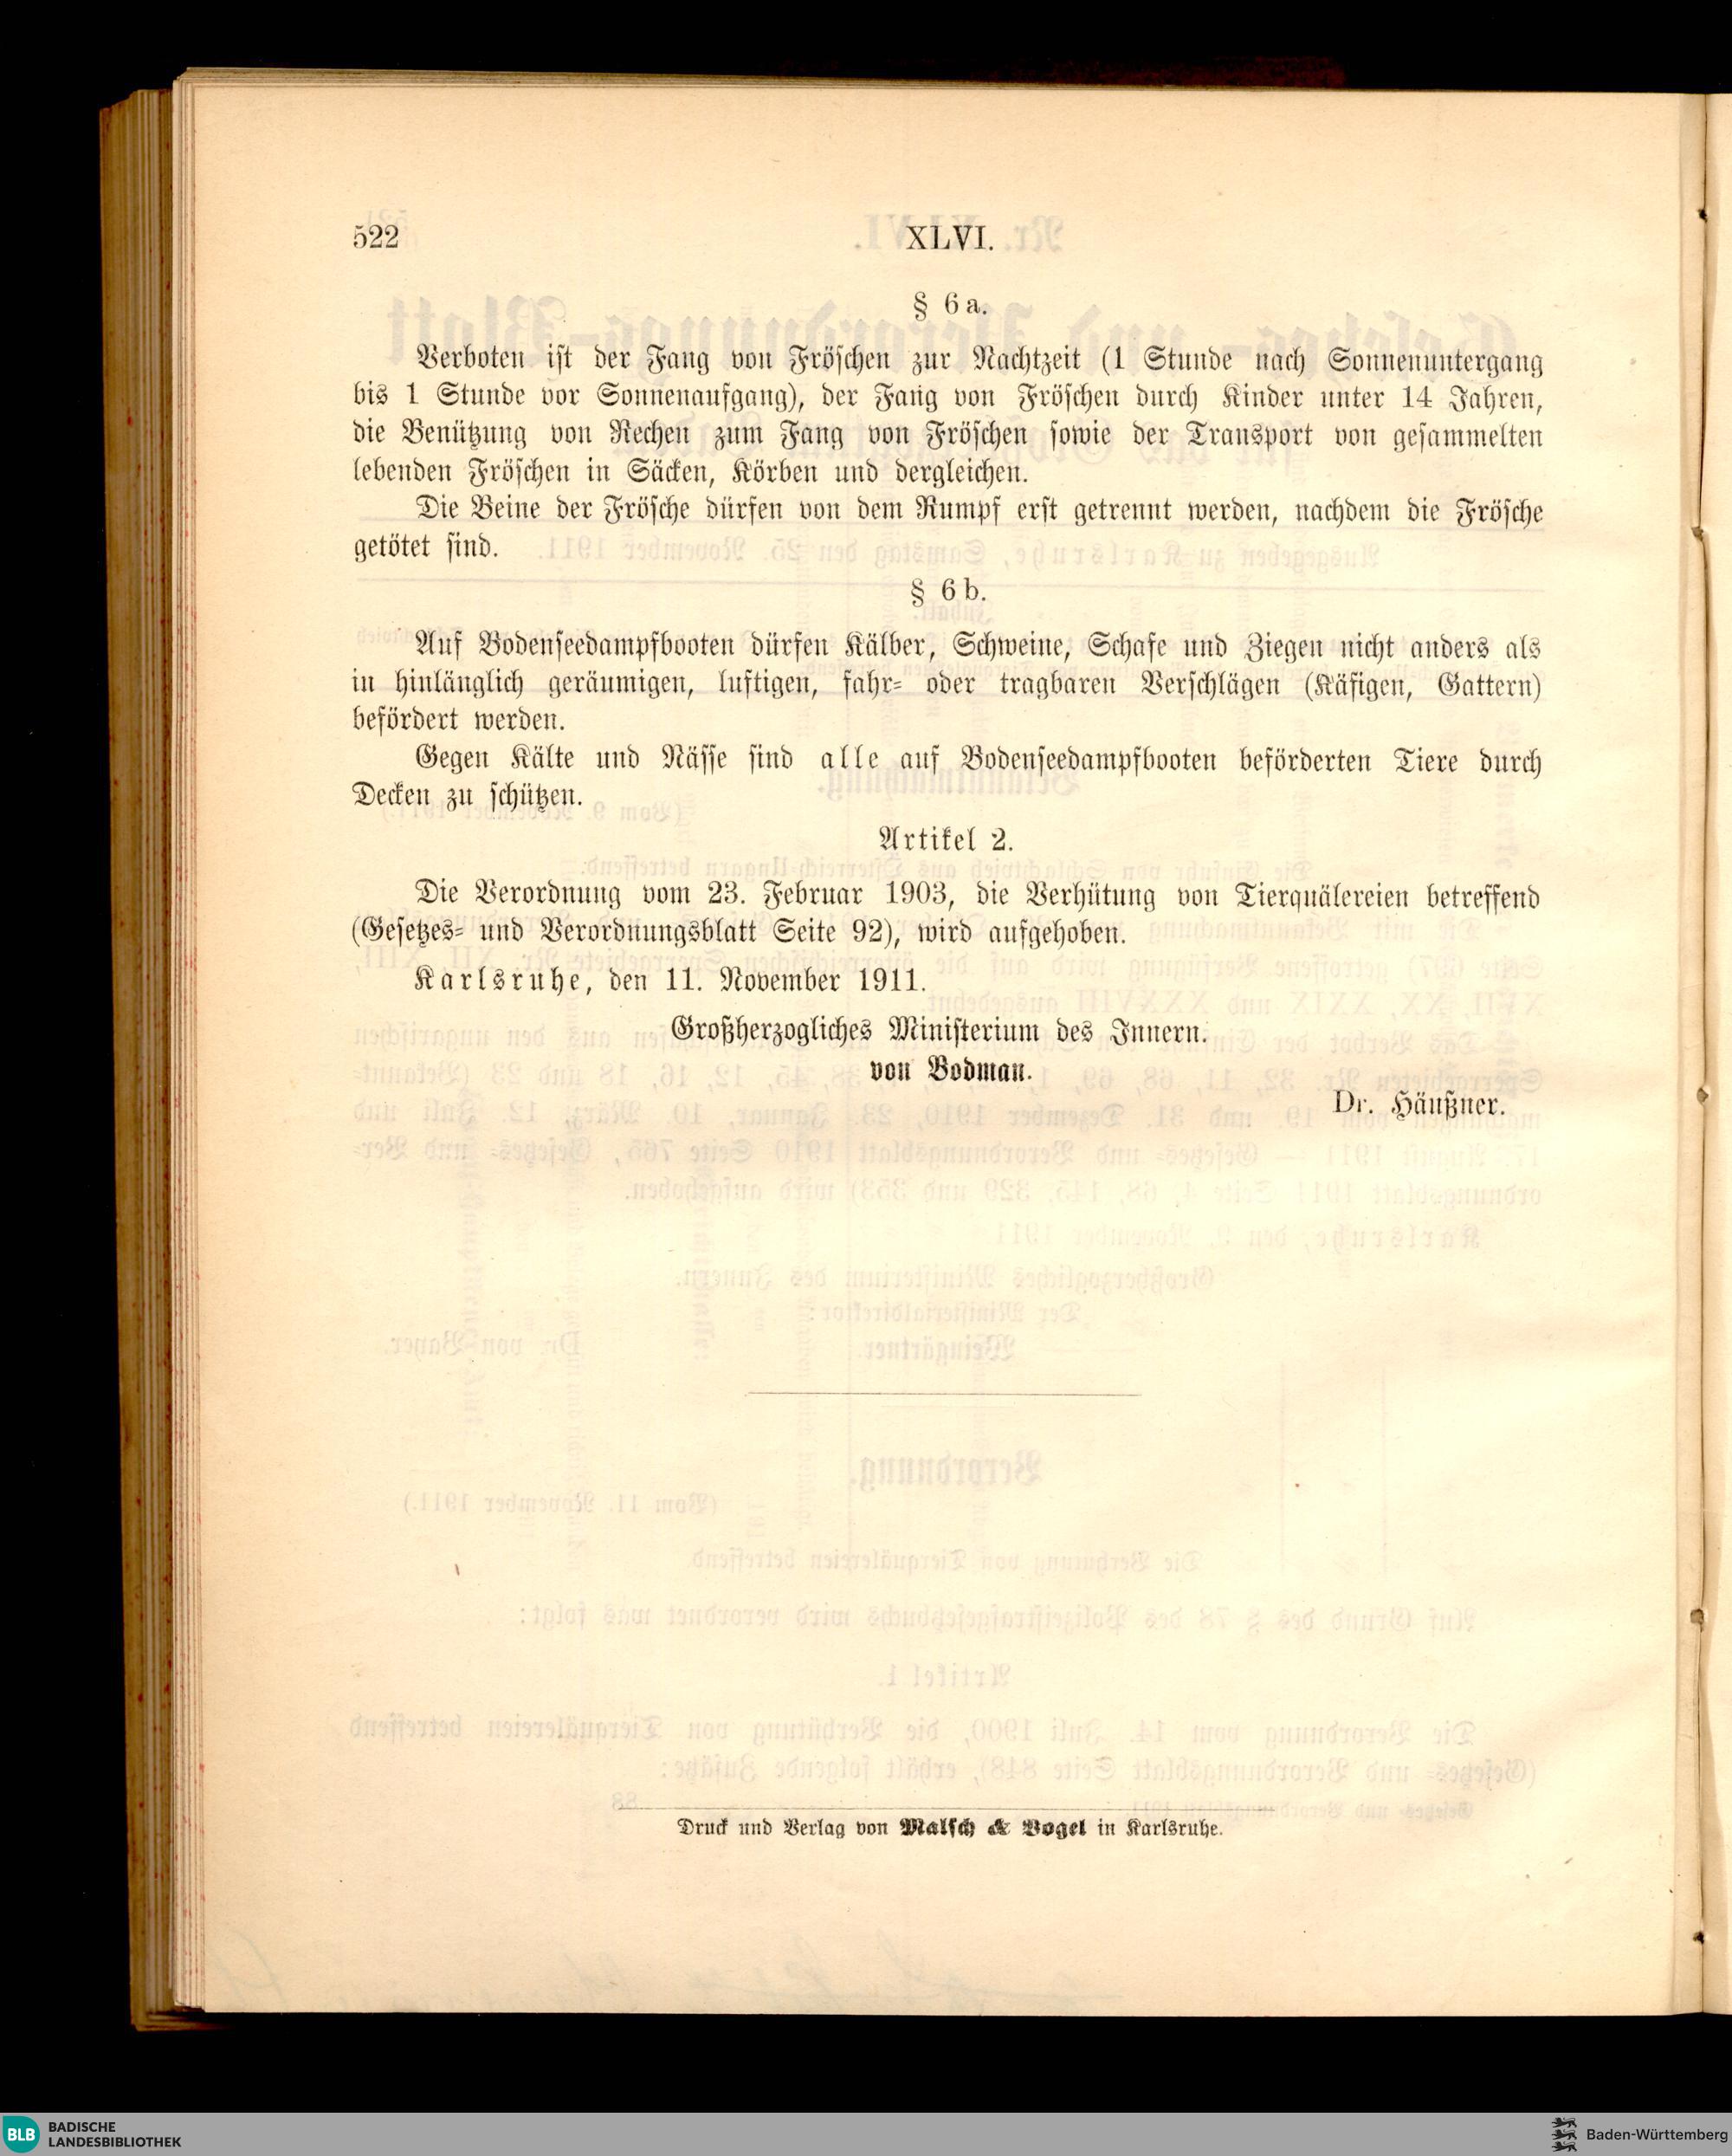 522
XLVI.
§ 6a.
Verboten ist der Fang von Fröschen zur Nachtzeit (1 Stunde nach Sonnenuntergang
bis 1 Stunde vor Sonnenaufgang), der Fang von Fröschen durch Kinder unter 14 Jahren,
die Benützung von Rechen zum Fang von Fröschen sowie der Transport von gesammelten
lebenden Fröschen in Säcken, Körben und dergleichen.
Die Beine der Frösche dürfen von dem Rumpf erst getrennt werden, nachdem die Frösche
getötet sind.
§ 6b.
Auf Bodenseedampfbooten dürfen Kälber, Schweine, Schafe und Ziegen nicht anders als
in hinlänglich geräumigen, luftigen, fahr- oder tragbaren Verschlägen (Käfigen, Gattern)
befördert werden.
Gegen Kälte und Nässe sind alle auf Bodenseedampfbooten beförderten Tiere durch
Decken zu schützen.
Artikel 2.
Die Verordnung vom 23. Februar 1903, die Verhütung von Tierquälereien betreffend
(Gesetzes- und Verordnungsblatt Seite 92), wird aufgehoben.
Karlsruhe, den 11. November 1911.
Großherzogliches Ministerium des Innern.
von Bodman.
Dr. Häußner.
Druck und Verlag von Malsch & Vogel in Karlsruhe.
BLB BADISCHE
LANDESBIBLIOTHEK
Baden-Württemberg